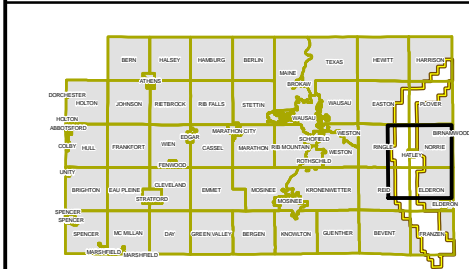 BERN HALSEY HAMBURG BERLIN TEXAS HEWITT HARRISON
MAINE
ATHENS BROKAW
DORCHESTER
HOLTON JOHNSON RIETBROCK RIB FALLS STETTIN WAUSAU EASTON PLOVER
HOLTON WAUSAU
ABBOTSFORD EDGAR MARATHON CITY WESTON BIRNAMWOOD
SCHOFIELD
COLBY HULL FRANKFORT WIEN CASSEL MARATHON RIB MOUNTAIN WESTON RINGLE NORRIE
HATLEY
FENWOOD ROTHSCHILD
UNITY
CLEVELAND
BRIGHTON EAU PLEINE EMMET MOSINEE KRONENWETTER REID ELDERON
STRATFORD MOSINEE
ELDERON
SPENCER
SPENCER
SPENCER MC MILLAN DAY GREEN VALLEY BERGEN KNOWLTON GUENTHER BEVENT FRANZEN
MARSHFIELD MARSHFIELD